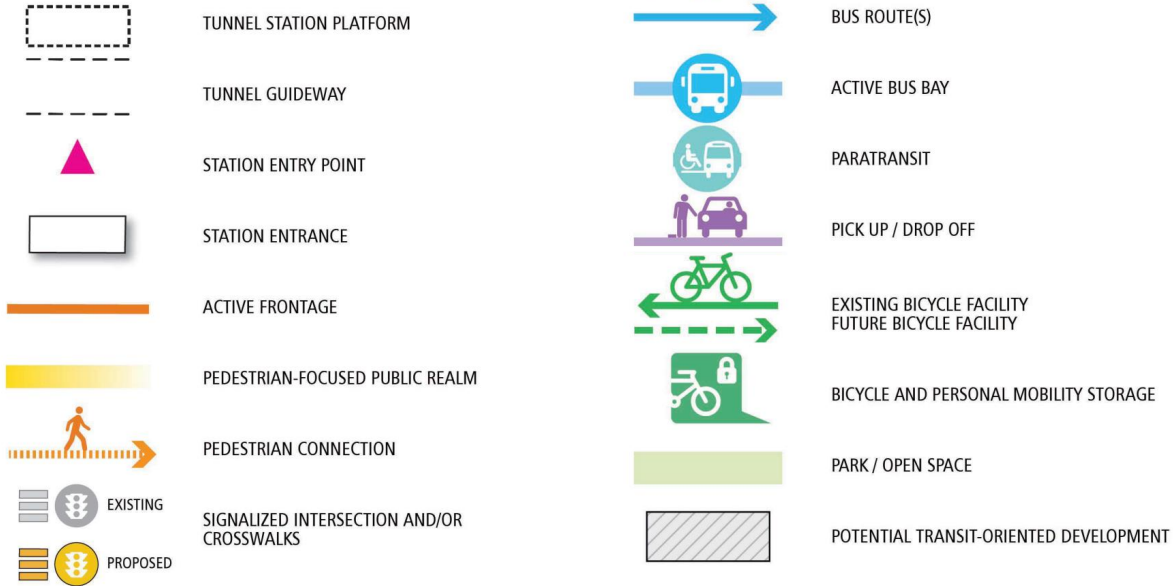 TUNNEL STATION PLATFORM
TUNNEL GUIDEWAY
STATION ENTRY POINT
STATION ENTRANCE
ACTIVE FRONTAGE
PEDESTRIAN-FOCUSED PUBLIC REALM
PEDESTRIAN CONNECTION
EXISTING
SIGNALIZED INTERSECTION AND/OR
CROSSWALKS
PROPOSED
BUS ROUTE(S)
ACTIVE BUS BAY
PARATRANSIT
PICK UP / DROP OFF
EXISTING BICYCLE FACILITY
FUTURE BICYCLE FACILITY
BICYCLE AND PERSONAL MOBILITY STORAGE
PARK / OPEN SPACE
POTENTIAL TRANSIT-ORIENTED DEVELOPMENT